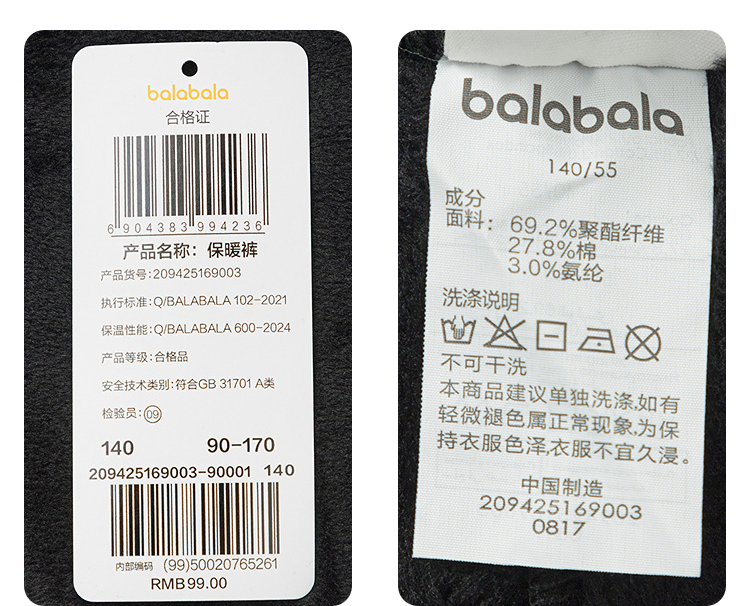 balabala
合格证
6 904383 994236
产品名称: 保暖裤
产品货号: 209425169003
执行标准: Q/BALABALA 102-2021
保温性能: Q/BALABALA 600-2024
产品等级: 合格品
安全技术类别: 符合GB 31701 A类
检验员: 09
140 90-170
209425169003-90001 140
内部编码 (99)50020765261
RMB99.00
balabala
140/55
成分
面料: 69.2%聚酯纤维
27.8%棉
3.0%氨纶
洗涤说明
不可干洗
本商品建议单独洗涤,如有
轻微褪色属正常现象,为保
持衣服色泽,衣服不宜久浸。
中国制造
209425169003
0817